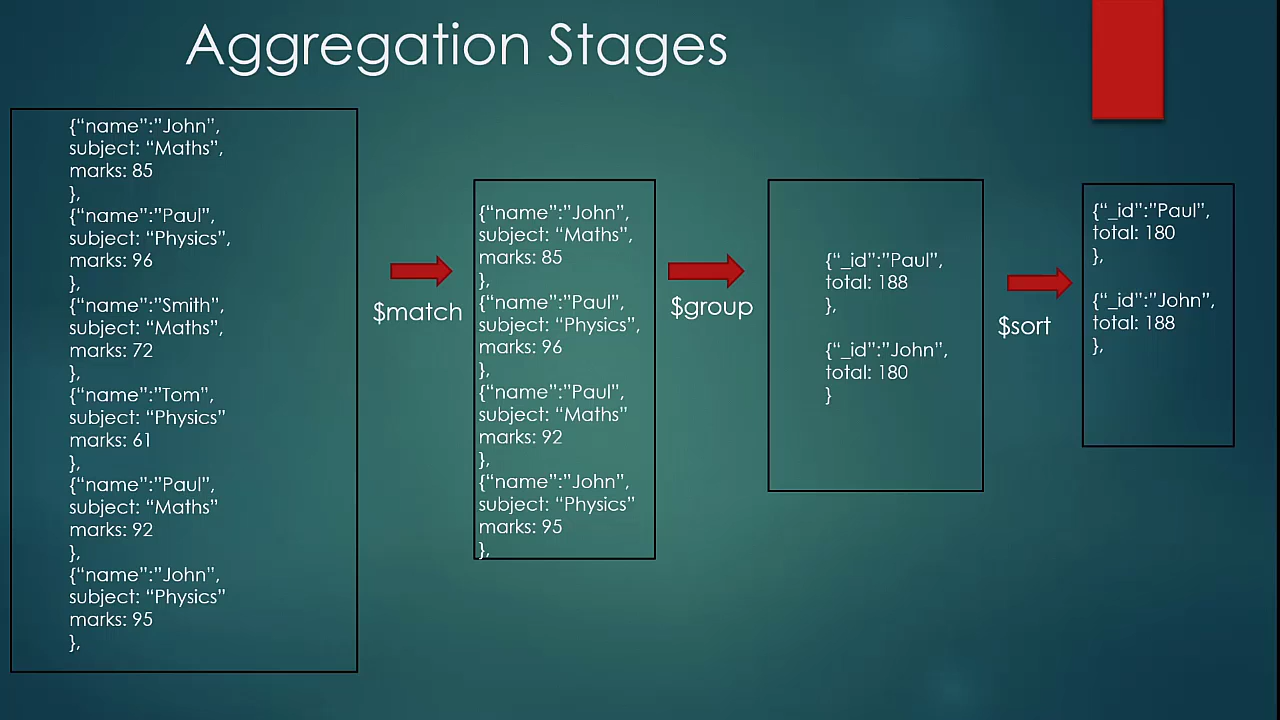 Aggregation Stages
{“name”:”John”,
subject: “Maths”,
marks: 85
},
{“name”:”Paul”,
subject: “Physics”,
marks: 96
},
{“name”:”Smith”,
subject: “Maths”,
marks: 72
},
{“name”:”Tom”,
subject: “Physics”
marks: 61
},
{“name”:”Paul”,
subject: “Maths”
marks: 92
},
{“name”:”John”,
subject: “Physics”
marks: 95
},
$match
{“name”:”John”,
subject: “Maths”,
marks: 85
},
{“name”:”Paul”,
subject: “Physics”,
marks: 96
},
{“name”:”Paul”
subject: “Maths”
marks: 92
},
{“name”:”John”,
subject: “Physics”
marks: 95
},
$group
{“_id”:”Paul”,
total: 188
},
{“_id”:”John”,
total: 180
}
$sort
{“_id”:”Paul”,
total: 180
},
{“_id”:”John”,
total: 188
},